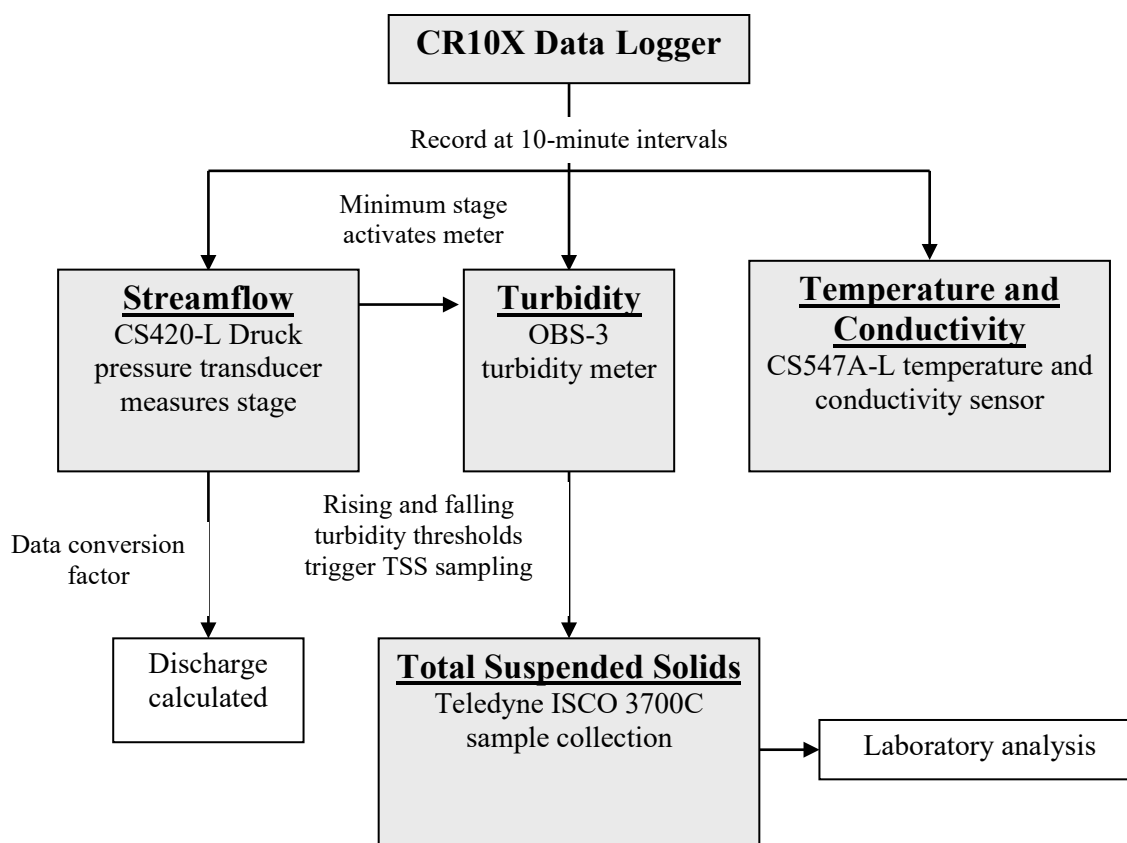 CR10X Data Logger
Record at 10-minute intervals
Minimum stage
activates meter
Streamflow
CS420-L Druck
pressure transducer
measures stage
Turbidity
OBS-3
turbidity meter
Temperature and
Conductivity
CS547A-L temperature and
conductivity sensor
Data conversion
factor
Rising and falling
turbidity thresholds
trigger TSS sampling
Discharge
calculated
Total Suspended Solids
Teledyne ISCO 3700C
sample collection
Laboratory analysis